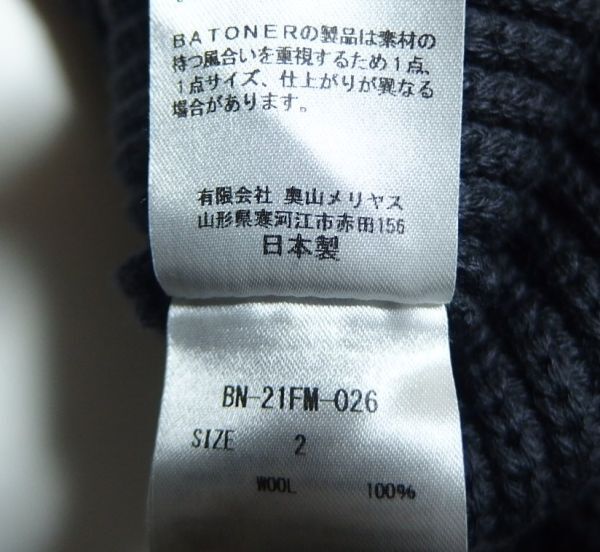 BATONERの製品は素材の
持つ風合いを重視するため1点、
1点サイズ、仕上がりが異なる
場合があります。
有限会社 奥山メリヤス
山形県寒河江市赤田156
日本製
BN-21FM-026
SIZE 2
WOOL 100%